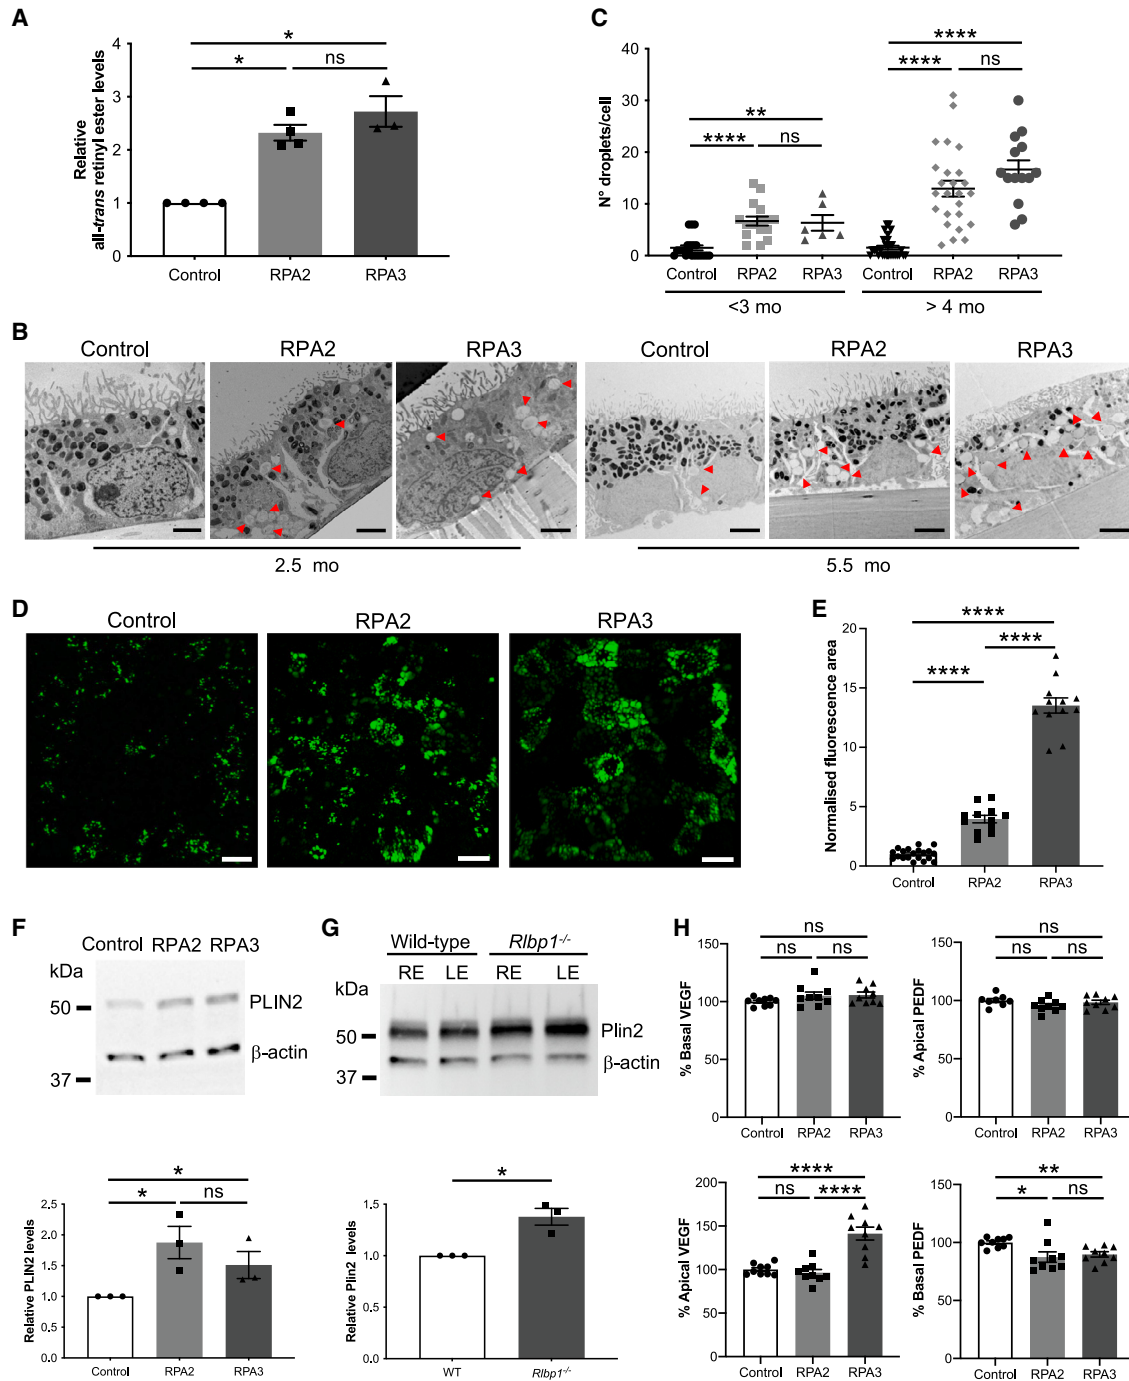 A
Relative
all-trans retinyl ester levels
4
3
2
1
0
*
*
ns
Control
RPA2
RPA3
C
N° droplets/cell
40
30
20
10
0
****
**
****
ns
****
ns
Control
RPA2
RPA3
Control
RPA2
RPA3
<3 mo
> 4 mo
B
Control
RPA2
RPA3
Control
RPA2
RPA3
2.5 mo
5.5 mo
D
Control
RPA2
RPA3
E
Normalised fluorescence area
20
15
10
5
0
****
****
****
Control
RPA2
RPA3
F
Control RPA2 RPA3
kDa
50
37
PLIN2
β-actin
Relative PLIN2 levels
2.5
2.0
1.5
1.0
0.5
0.0
*
*
ns
Control
RPA2
RPA3
G
Wild-type
Rlbp1-/-
RE LE RE LE
kDa
50
37
Plin2
β-actin
Relative Plin2 levels
1.5
1.0
0.5
0.0
*
WT
Rlbp1-/-
H
% Basal VEGF
150
100
50
0
ns
ns
ns
Control
RPA2
RPA3
% Apical PEDF
150
100
50
0
ns
ns
ns
Control
RPA2
RPA3
% Apical VEGF
200
150
100
50
0
****
ns
****
Control
RPA2
RPA3
% Basal PEDF
150
100
50
0
**
*
ns
Control
RPA2
RPA3